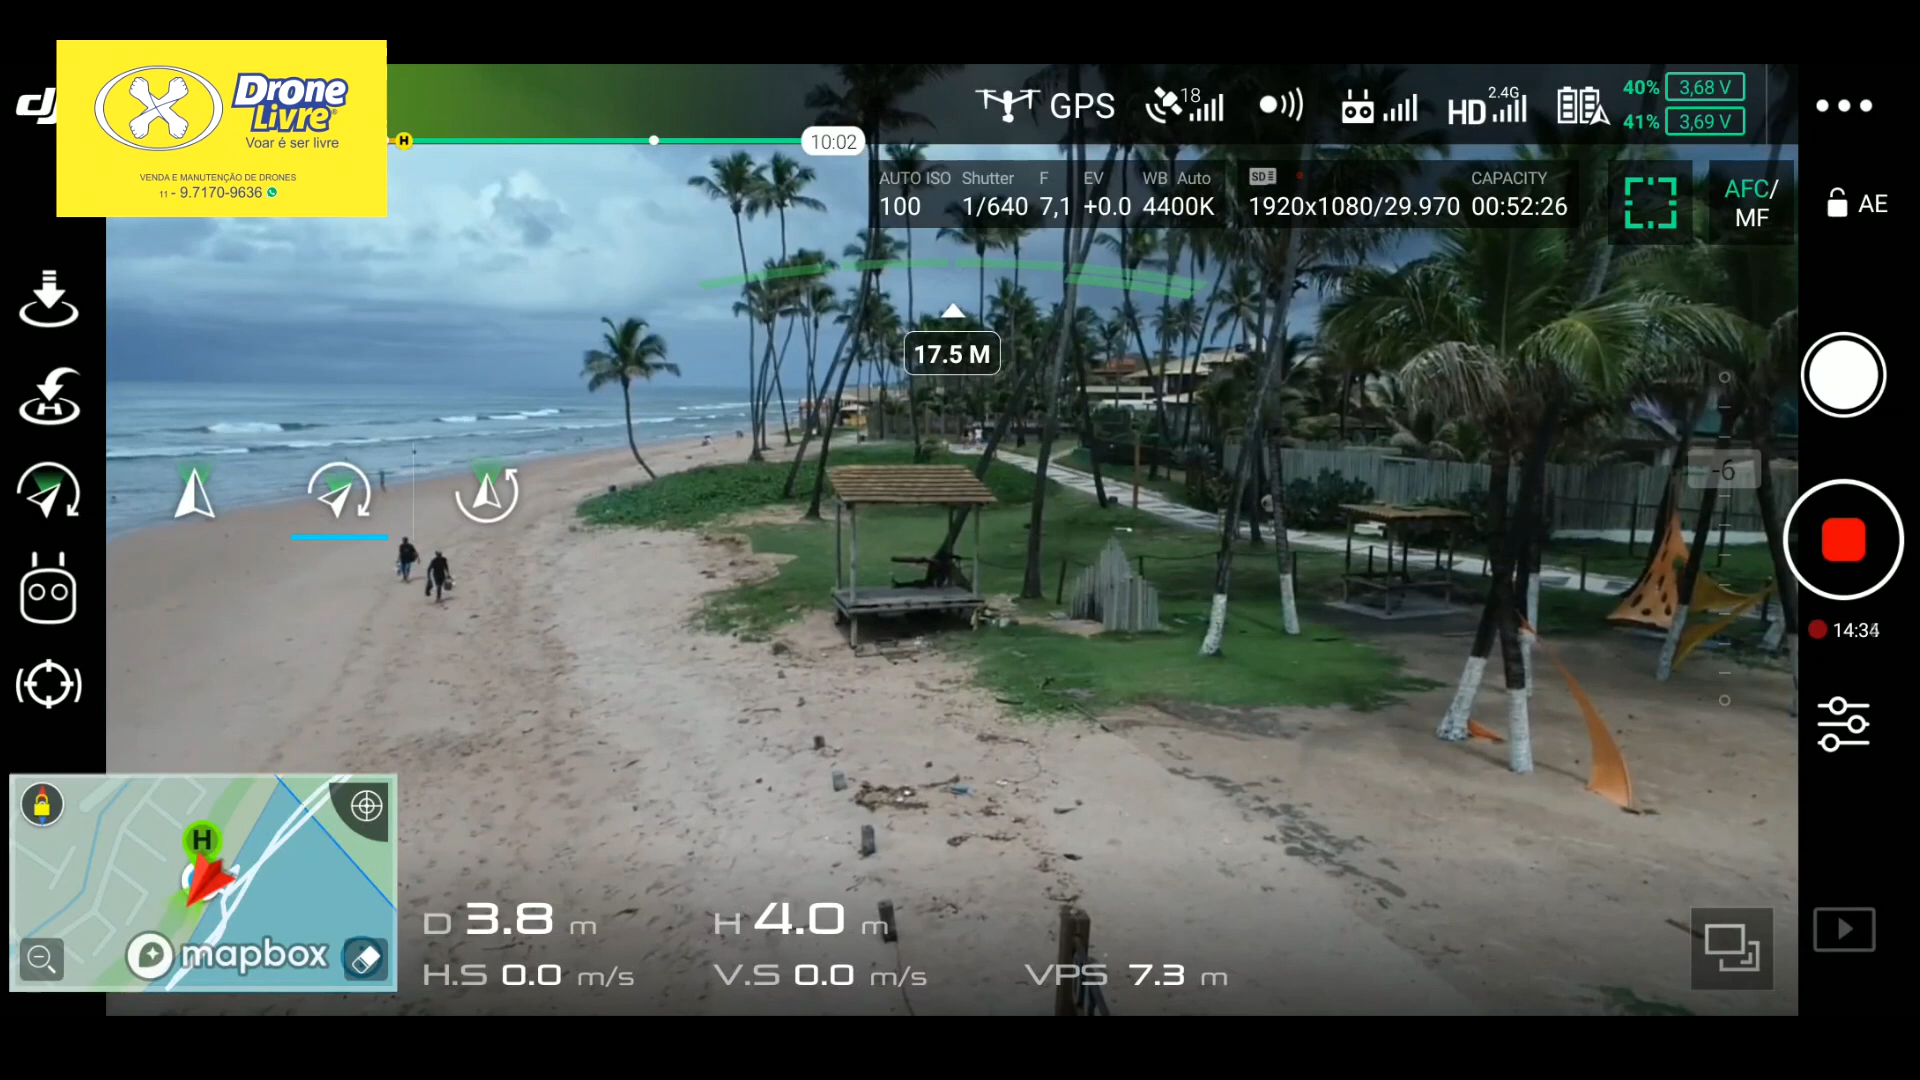 dj
Drone
Livre
Voar é ser livre
VENDA E MANUTENÇÃO DE DRONES
11 - 9.7170-9636
H
10:02
GPS
18
HD 2.4G
40% 3,68 V
41% 3,69 V
AUTO ISO Shutter F EV WB Auto SD CAPACITY
100 1/640 7,1 +0.0 4400K 1920x1080/29.970 00:52:26
AFC/
MF
AE
17.5 M
-6
14:34
H
mapbox
D 3.8 m H 4.0 m
H.S 0.0 m/s V.S 0.0 m/s VPS 7.3 m